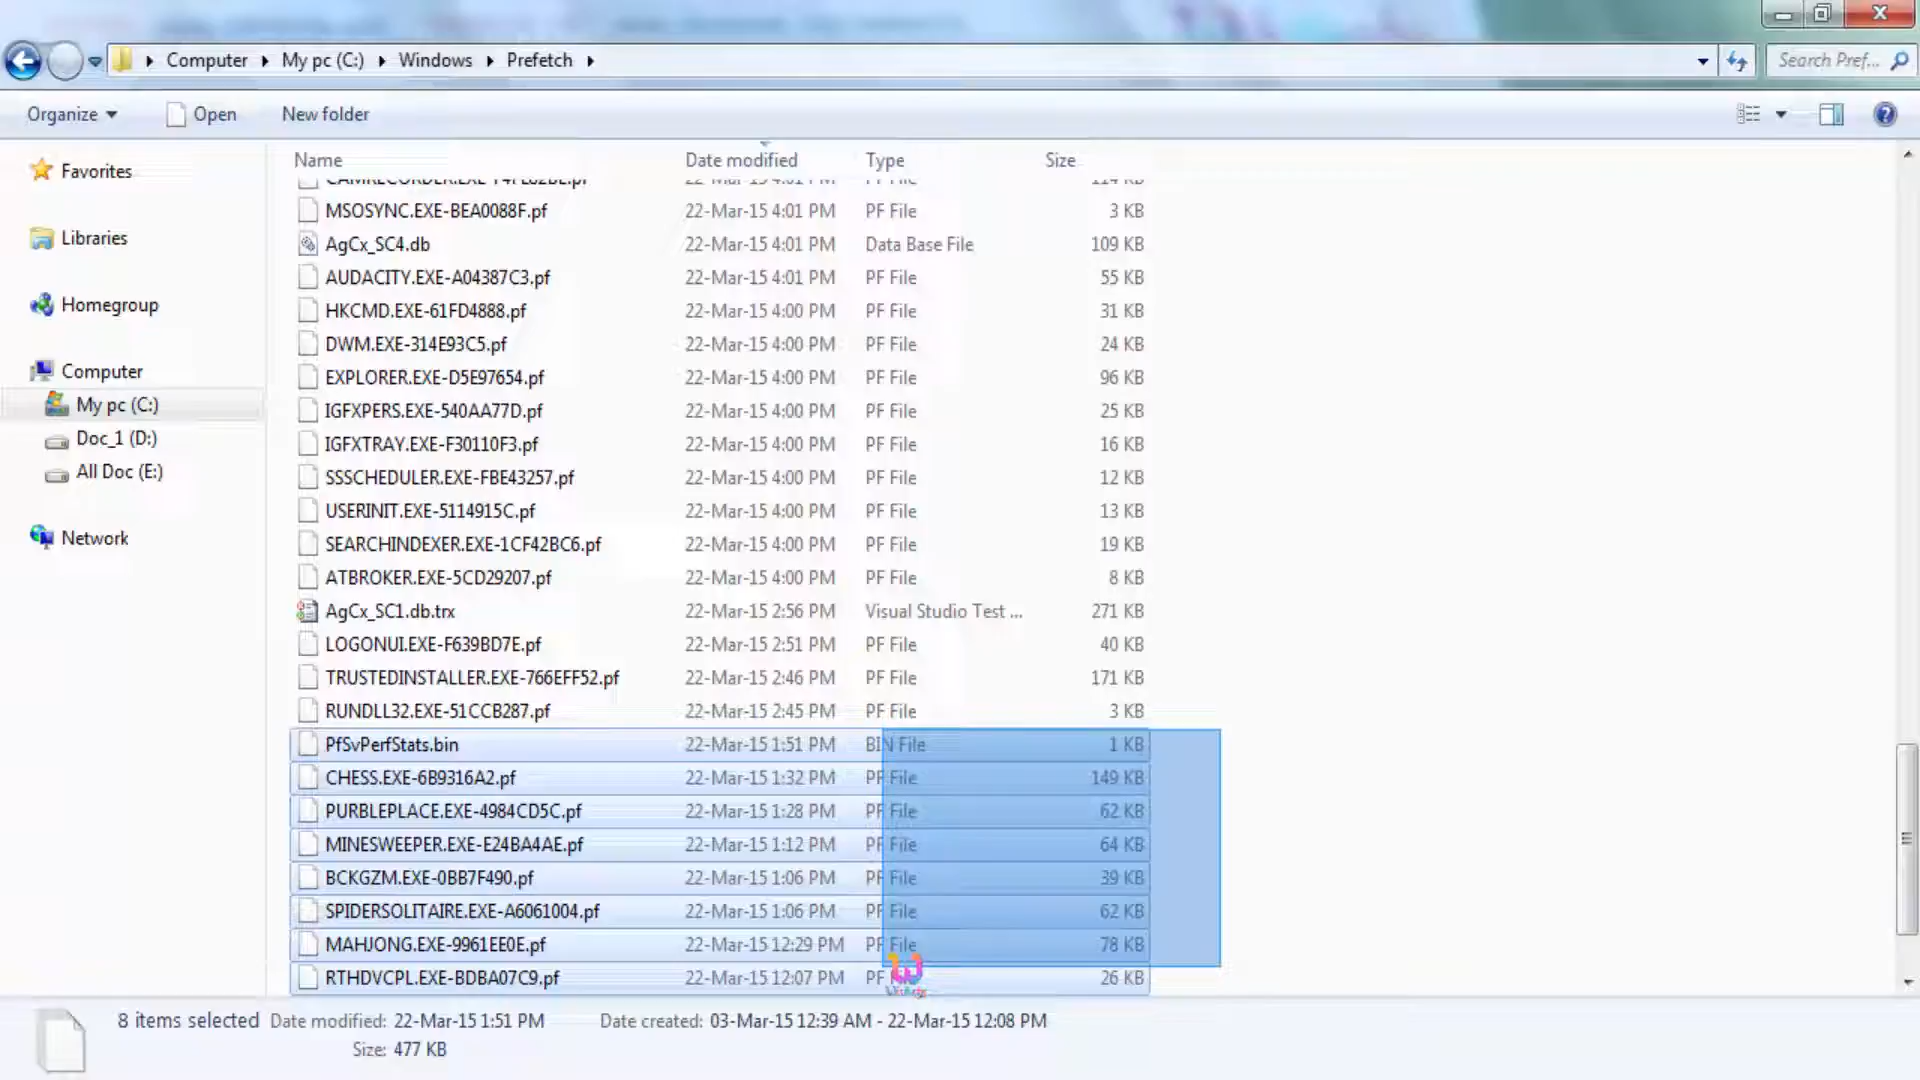 Computer My pc (C:) Windows Prefetch Search Pref...
Organize Open New folder
Favorites
Libraries
Homegroup
Computer
My pc (C:)
Doc_1 (D:)
All Doc (E:)
Network
Name Date modified Type Size
MSOSYNC.EXE-BEA0088F.pf 22-Mar-15 4:01 PM PF File 3 KB
AgCx_SC4.db 22-Mar-15 4:01 PM Data Base File 109 KB
AUDACITY.EXE-A04387C3.pf 22-Mar-15 4:01 PM PF File 55 KB
HKCMD.EXE-61FD4888.pf 22-Mar-15 4:00 PM PF File 31 KB
DWM.EXE-314E93C5.pf 22-Mar-15 4:00 PM PF File 24 KB
EXPLORER.EXE-D5E97654.pf 22-Mar-15 4:00 PM PF File 96 KB
IGFXPERS.EXE-540AA77D.pf 22-Mar-15 4:00 PM PF File 25 KB
IGFXTRAY.EXE-F30110F3.pf 22-Mar-15 4:00 PM PF File 16 KB
SSSCHEDULER.EXE-FBE43257.pf 22-Mar-15 4:00 PM PF File 12 KB
USERINIT.EXE-5114915C.pf 22-Mar-15 4:00 PM PF File 13 KB
SEARCHINDEXER.EXE-1CF42BC6.pf 22-Mar-15 4:00 PM PF File 19 KB
ATBROKER.EXE-5CD29207.pf 22-Mar-15 4:00 PM PF File 8 KB
AgCx_SC1.db.trx 22-Mar-15 2:56 PM Visual Studio Test ... 271 KB
LOGONUI.EXE-F639BD7E.pf 22-Mar-15 2:51 PM PF File 40 KB
TRUSTEDINSTALLER.EXE-766EFF52.pf 22-Mar-15 2:46 PM PF File 171 KB
RUNDLL32.EXE-51CCB287.pf 22-Mar-15 2:45 PM PF File 3 KB
PfSvPerfStats.bin 22-Mar-15 1:51 PM BIN File 1 KB
CHESS.EXE-6B9316A2.pf 22-Mar-15 1:32 PM PF File 149 KB
PURBLEPLACE.EXE-4984CD5C.pf 22-Mar-15 1:28 PM PF File 62 KB
MINESWEEPER.EXE-E24BA4AE.pf 22-Mar-15 1:12 PM PF File 64 KB
BCKGZM.EXE-0BB7F490.pf 22-Mar-15 1:06 PM PF File 39 KB
SPIDERSOLITAIRE.EXE-A6061004.pf 22-Mar-15 1:06 PM PF File 62 KB
MAHJONG.EXE-9961EE0E.pf 22-Mar-15 12:29 PM PF File 78 KB
RTHDVCPL.EXE-BDBA07C9.pf 22-Mar-15 12:07 PM PF 26 KB
8 items selected Date modified: 22-Mar-15 1:51 PM Date created: 03-Mar-15 12:39 AM - 22-Mar-15 12:08 PM
Size: 477 KB